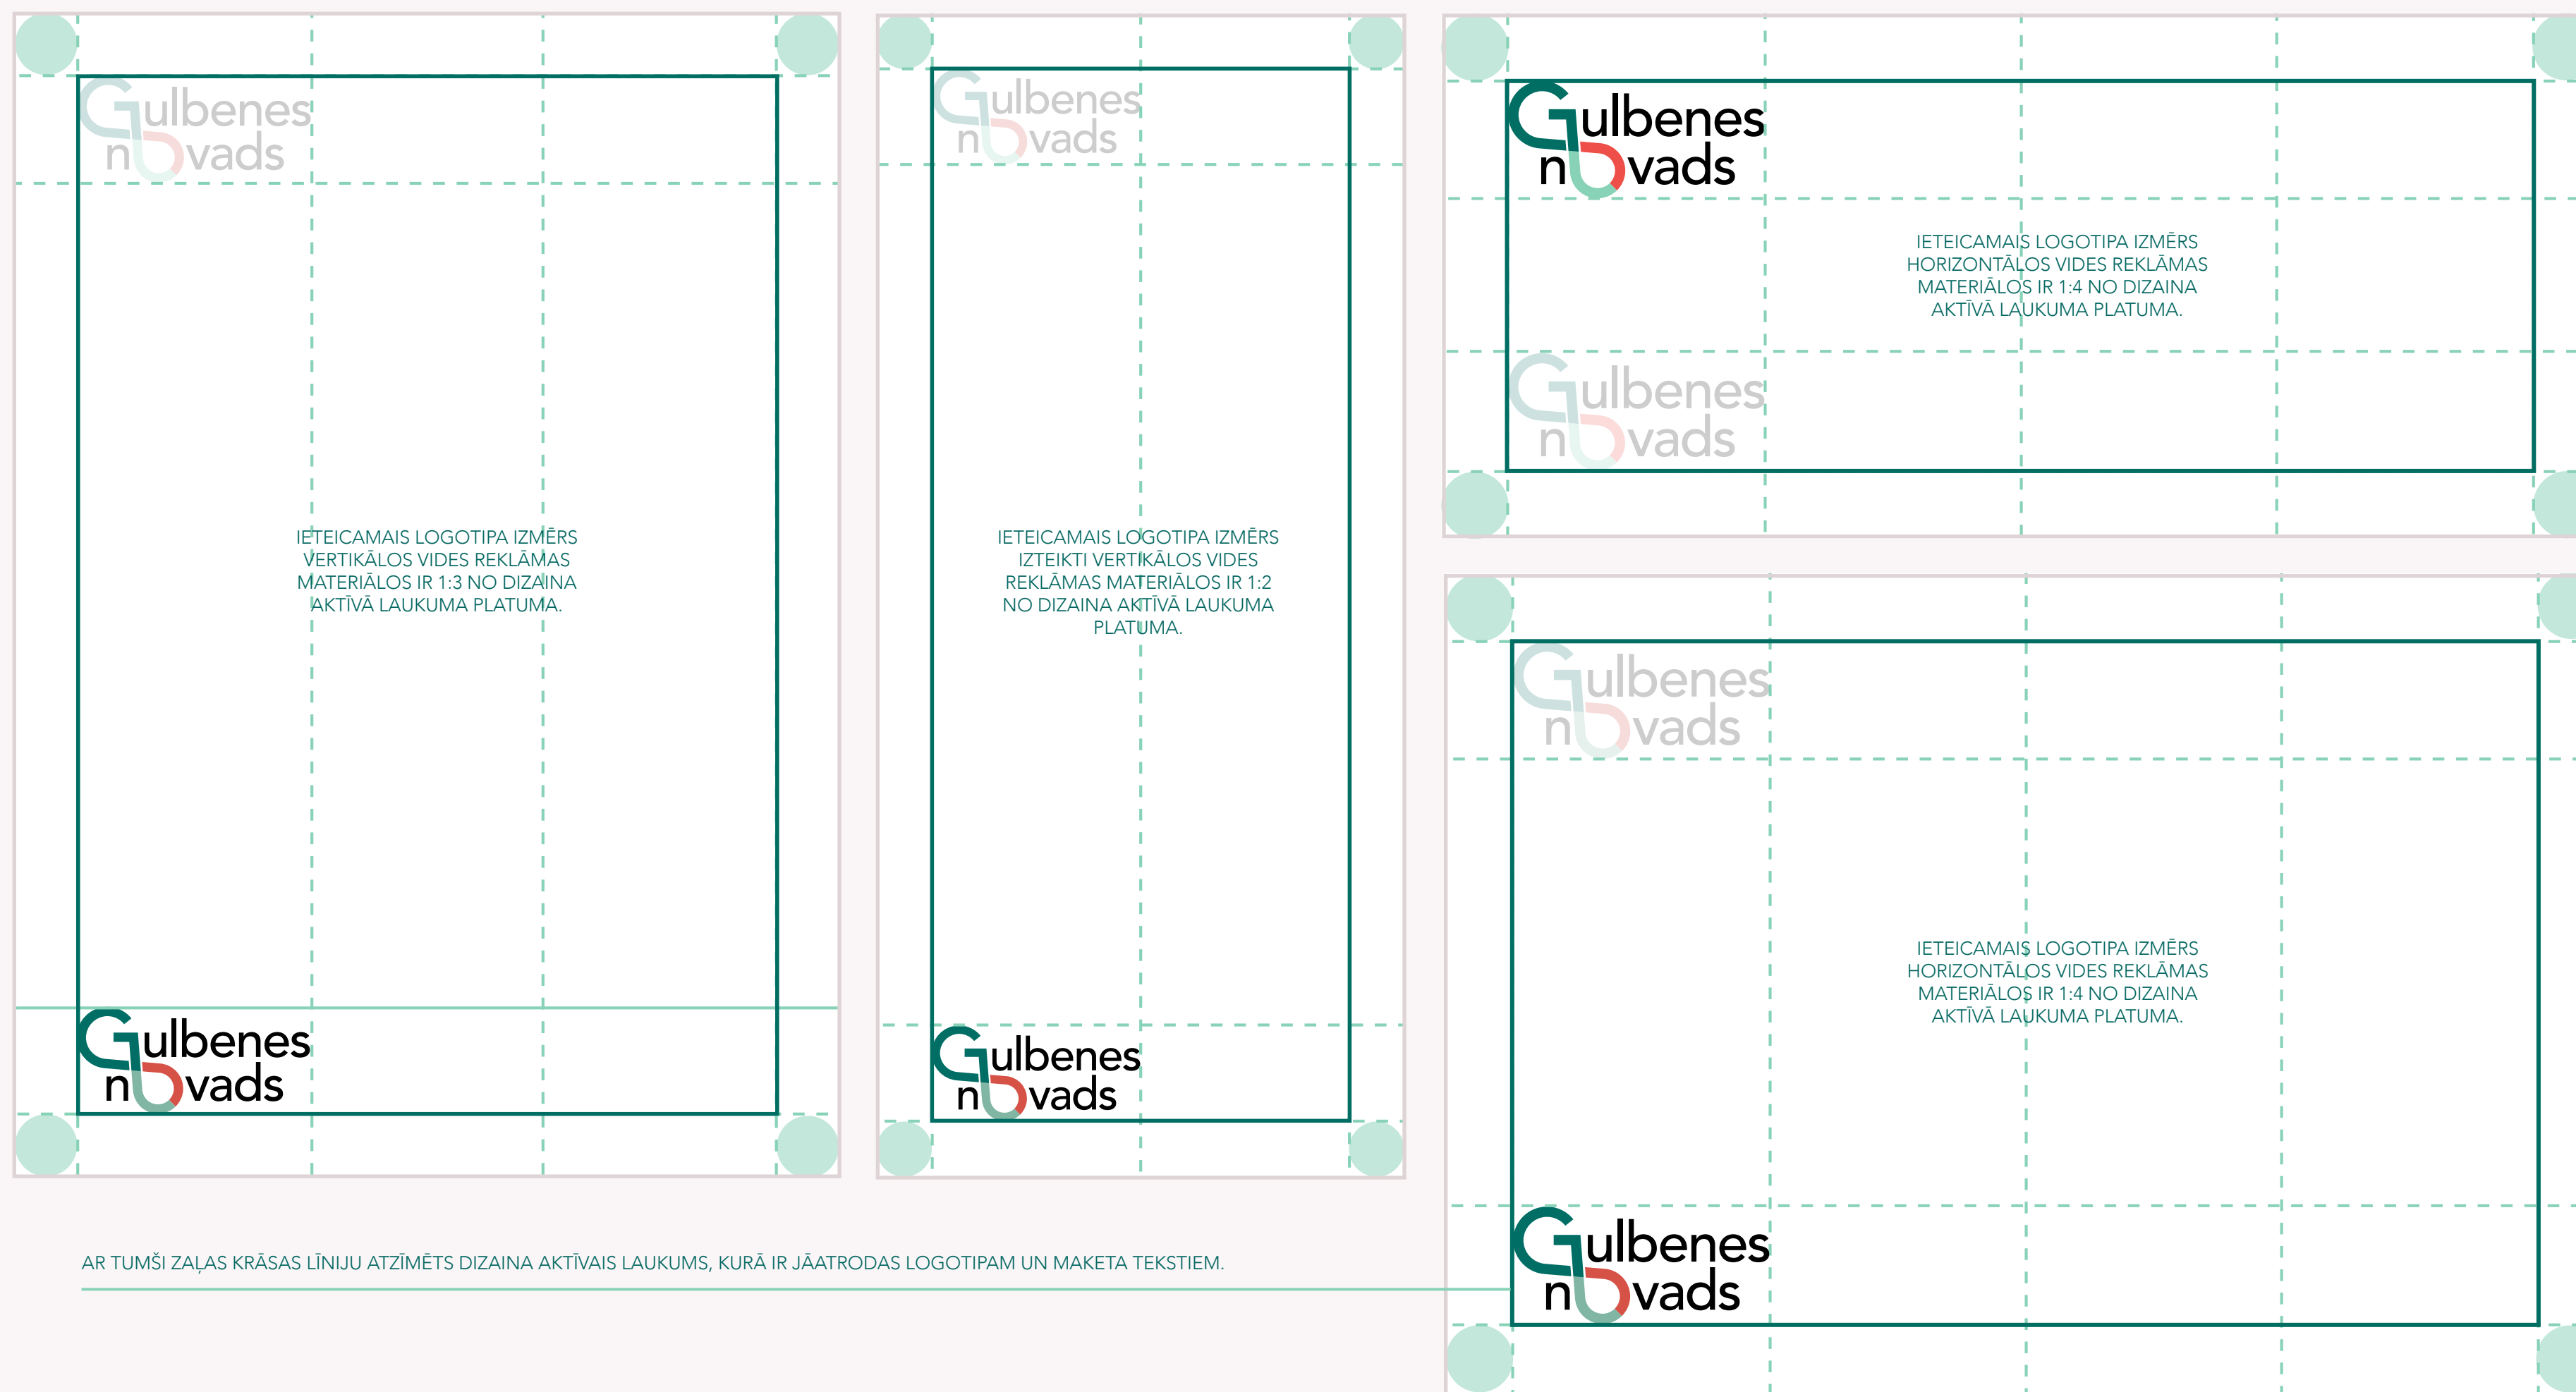 Gulbenes
novads
IETEICAMAIS LOGOTIPA IZMĒRS
VERTIKĀLOS VIDES REKLĀMAS
MATERIĀLOS IR 1:3 NO DIZAINA
AKTĪVĀ LAUKUMA PLATUMA.
Gulbenes
novads
Gulbenes
novads
IETEICAMAIS LOGOTIPA IZMĒRS
IZTEIKTI VERTIKĀLOS VIDES
REKLĀMAS MATERIĀLOS IR 1:2
NO DIZAINA AKTĪVĀ LAUKUMA
PLATUMA.
Gulbenes
novads
Gulbenes
novads
IETEICAMAIS LOGOTIPA IZMĒRS
HORIZONTĀLOS VIDES REKLĀMAS
MATERIĀLOS IR 1:4 NO DIZAINA
AKTĪVĀ LAUKUMA PLATUMA.
Gulbenes
novads
Gulbenes
novads
IETEICAMAIS LOGOTIPA IZMĒRS
HORIZONTĀLOS VIDES REKLĀMAS
MATERIĀLOS IR 1:4 NO DIZAINA
AKTĪVĀ LAUKUMA PLATUMA.
Gulbenes
novads
AR TUMŠI ZAĻAS KRĀSAS LĪNIJU ATZĪMĒTS DIZAINA AKTĪVAIS LAUKUMS, KURĀ IR JĀATRODAS LOGOTIPAM UN MAKETA TEKSTIEM.